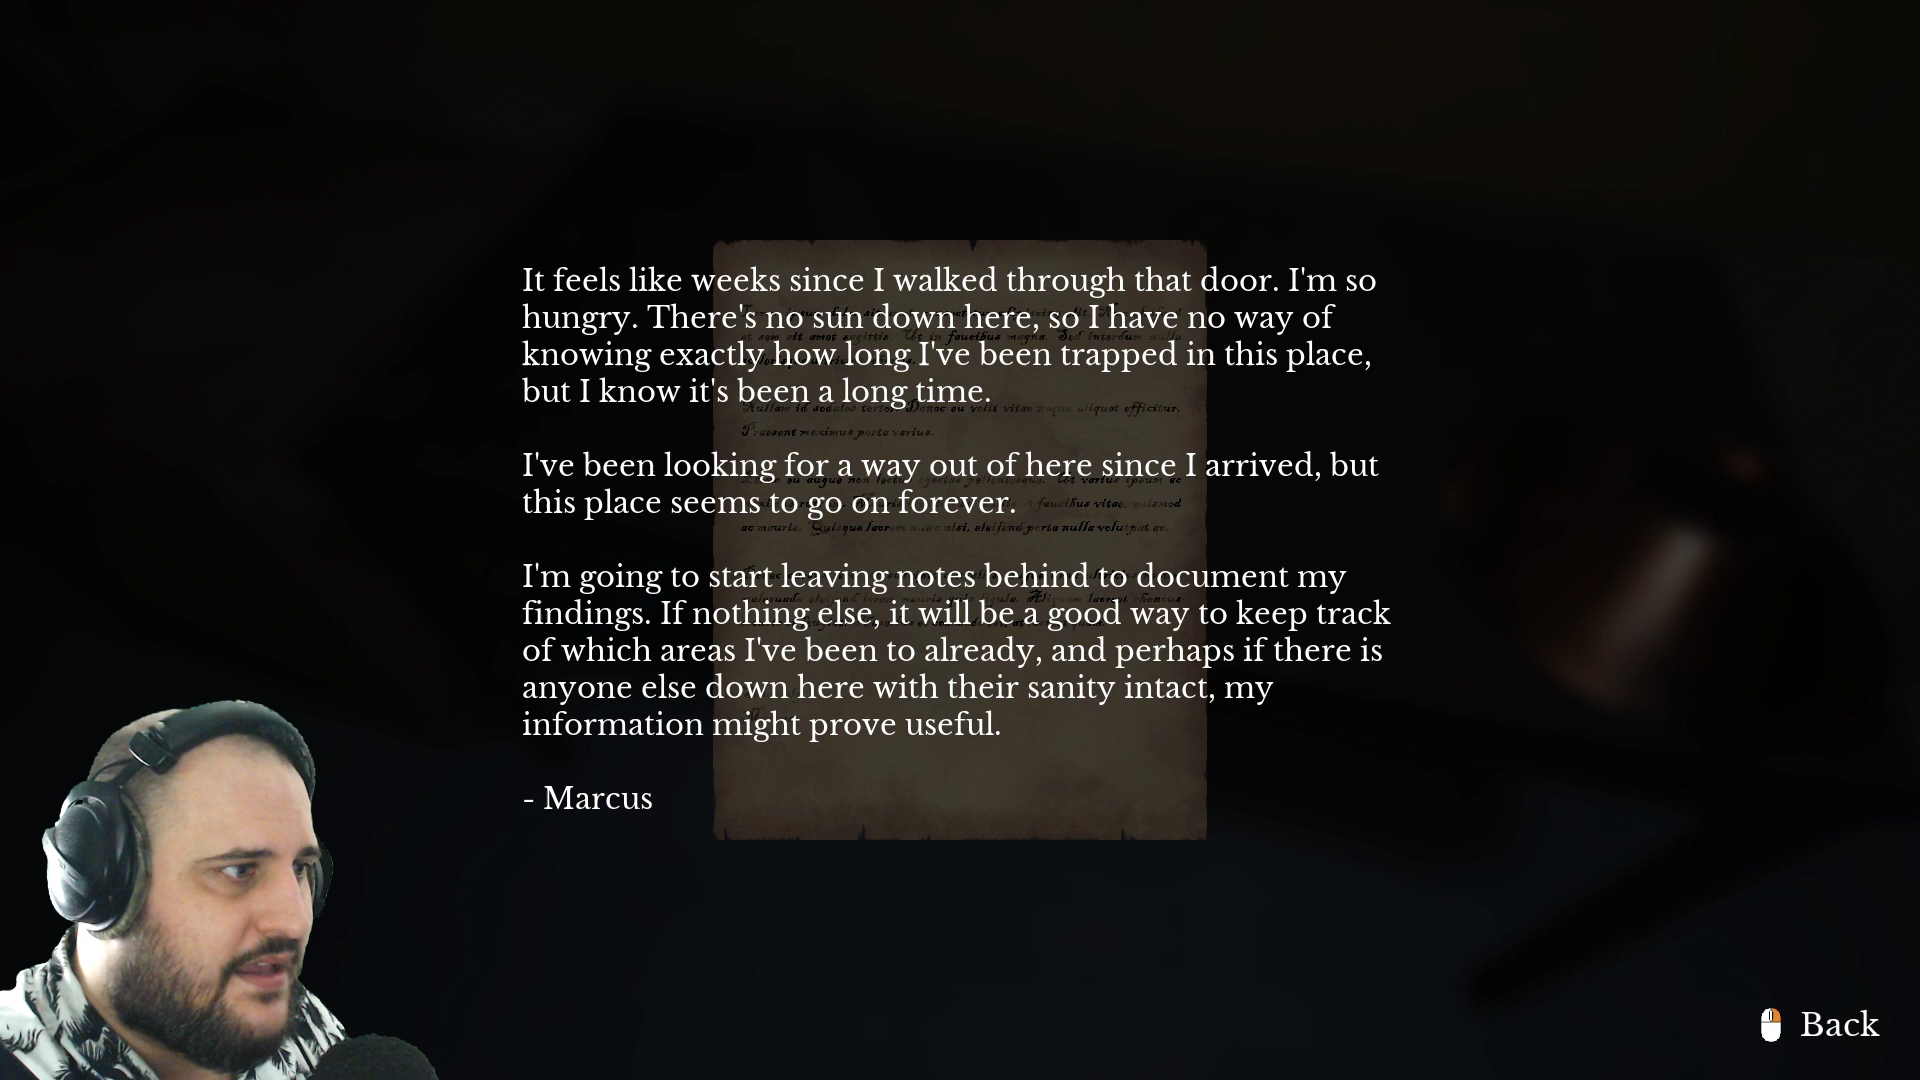 It feels like weeks since I walked through that door. I'm so
hungry. There's no sun down here, so I have no way of
knowing exactly how long I've been trapped in this place,
but I know it's been a long time.
I've been looking for a way out of here since I arrived, but
this place seems to go on forever.
I'm going to start leaving notes behind to document my
findings. If nothing else, it will be a good way to keep track
of which areas I've been to already, and perhaps if there is
anyone else down here with their sanity intact, my
information might prove useful.
- Marcus
Back